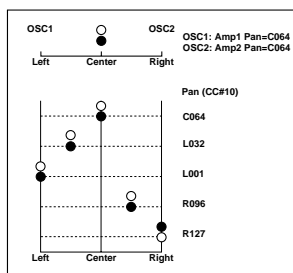 OSC1 OSC2 OSC1: Amp1 Pan=C064
OSC2: Amp2 Pan=C064
Left Center Right
Pan (CC#10)
C064
L032
L001
R096
R127
Left Center Right